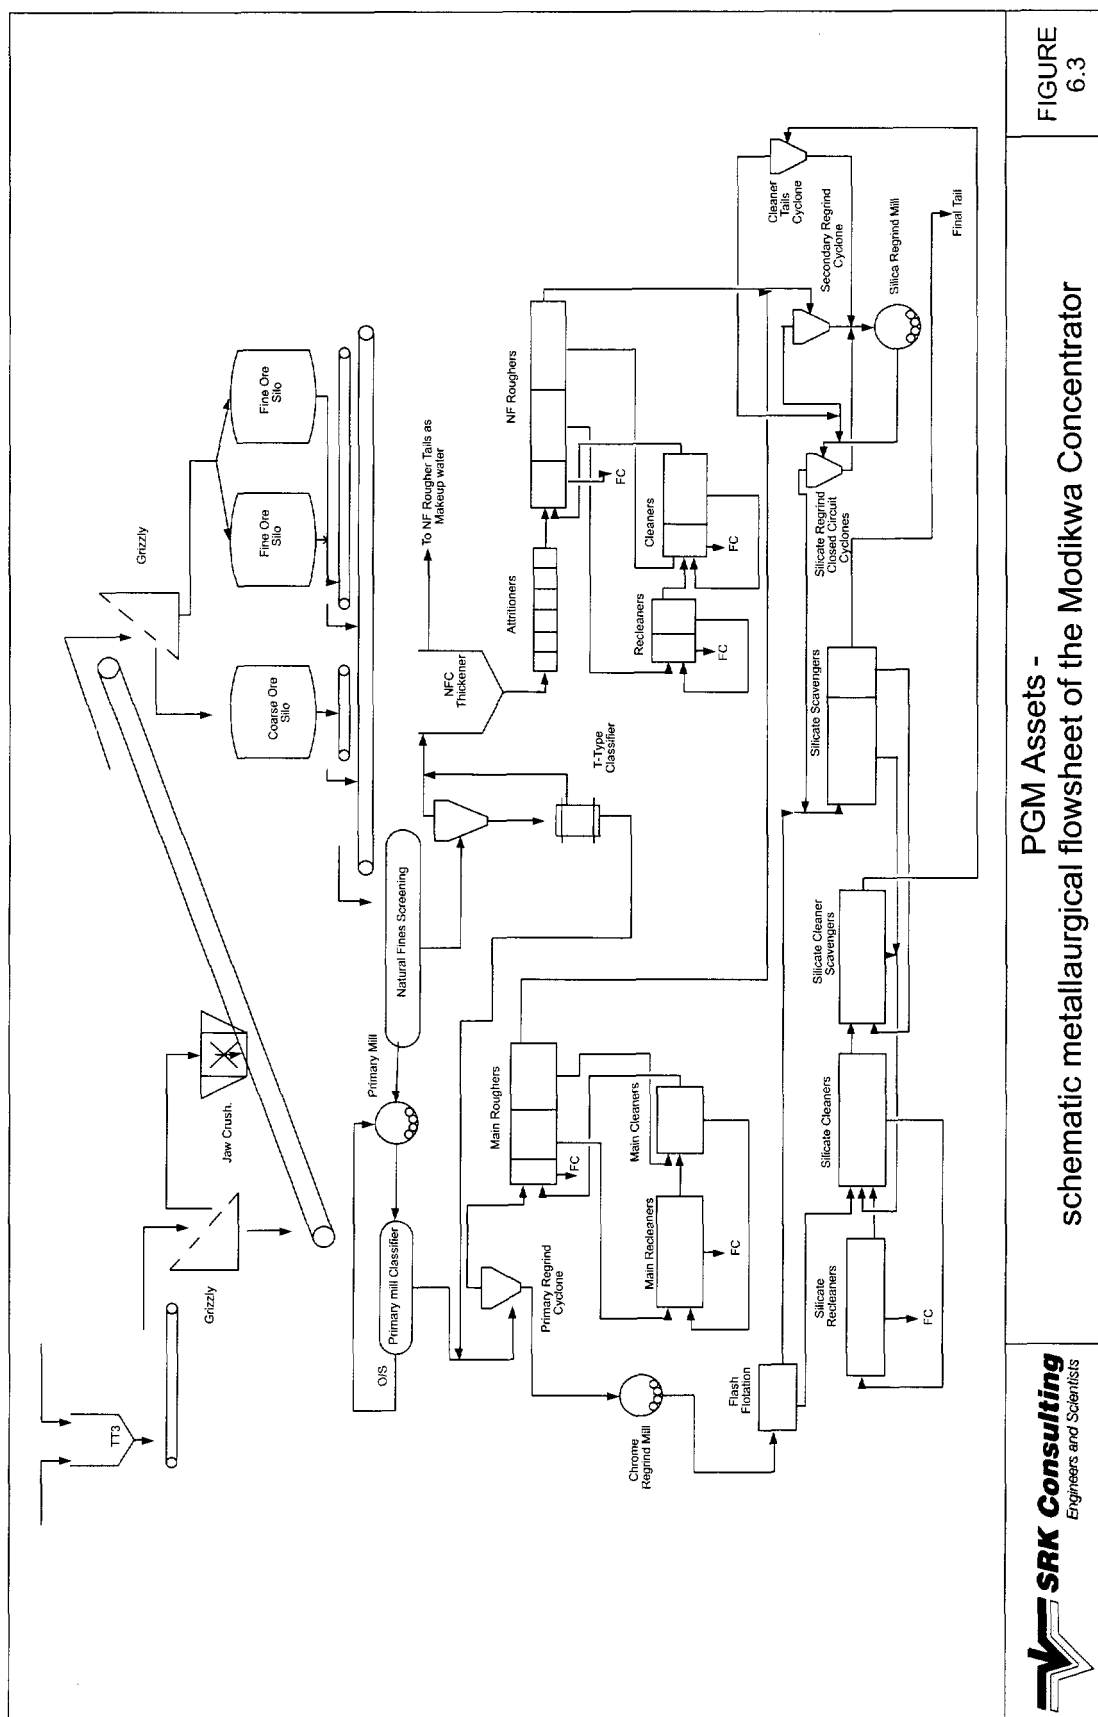 TT3
Grizzly
Jaw Crush.
Grizzly
Coarse Ore
Silo
Fine Ore
Silo
Fine Ore
Silo
O/S
Primary mill Classifier
Primary Mill
Natural Fines Screening
NFC
Thickener
To NF Rougher Tails as
Makeup water
T-Type
Classifier
Attritioners
NF Roughers
FC
Primary Regrind
Cyclone
Main Roughers
FC
Recleaners
FC
Cleaners
FC
Main Recleaners
FC
Main Cleaners
Chrome
Regrind Mill
Flash
Flotation
Cleaner
Tails
Cyclone
Secondary Regrind
Cyclone
Silicate Regrind
Closed Circuit
Cyclones
Silica Regrind Mill
Silicate
Recleaners
FC
Silicate Cleaners
Silicate Cleaner
Scavengers
Silicate Scavengers
Final Tail
SRK Consulting
Engineers and Scientists
PGM Assets -
schematic metallaurgical flowsheet of the Modikwa Concentrator
FIGURE
6.3